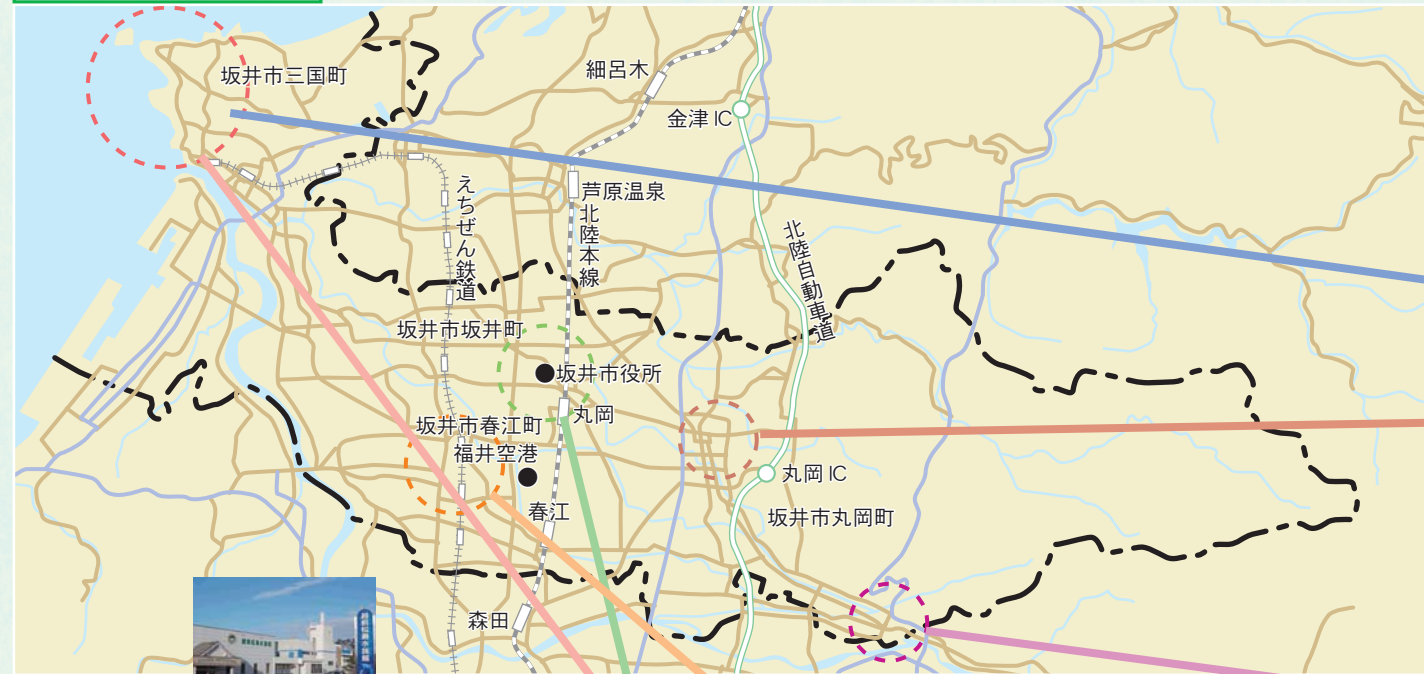 坂井市三国町
細呂木
金津 IC
芦原温泉
えちぜん鉄道
北陸本線
北陸自動車道
坂井市坂井町
坂井市役所
丸岡
坂井市春江町
福井空港
丸岡 IC
春江
坂井市丸岡町
森田